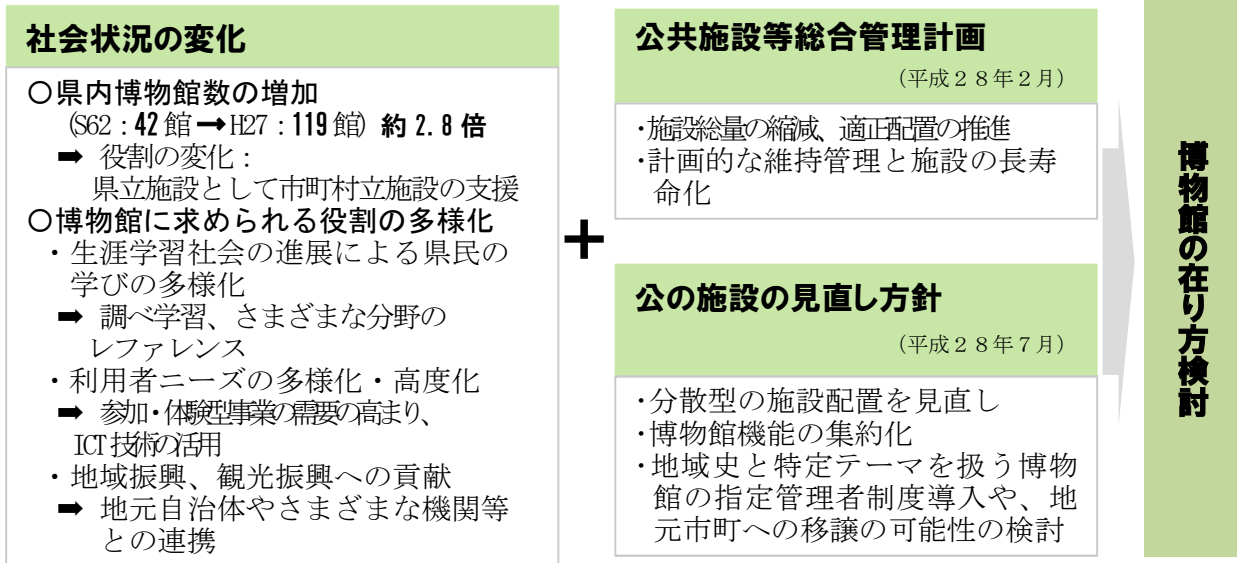 社会状況の変化
〇県内博物館数の増加
(S62：42館➡H27：119館) 約2.8倍
➡ 役割の変化：
県立施設として市町村立施設の支援
〇博物館に求められる役割の多様化
・生涯学習社会の進展による県民の
学びの多様化
➡ 調べ学習、さまざまな分野の
レファレンス
・利用者ニーズの多様化・高度化
➡ 参加・体験型事業の需要の高まり、
ICT技術の活用
・地域振興、観光振興への貢献
➡ 地元自治体やさまざまな機関等
との連携
＋
公共施設等総合管理計画
（平成２８年２月）
・施設総量の縮減、適正配置の推進
・計画的な維持管理と施設の長寿
命化
公の施設の見直し方針
（平成２８年７月）
・分散型の施設配置を見直し
・博物館機能の集約化
・地域史と特定テーマを扱う博物
館の指定管理者制度導入や、地
元市町への移譲の可能性の検討
博物館の在り方検討